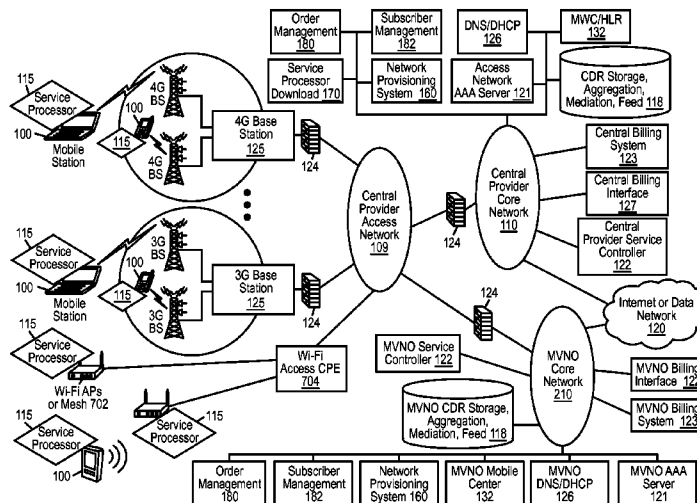 Order
Management
180
Subscriber
Management
182
DNS/DHCP
126
MWC/HLR
132
Service
Processor
Download 170
Network
Provisioning
System 160
Access
Network
AAA Server 121
CDR Storage,
Aggregation,
Mediation, Feed 118
115
Service
Processor
100
Mobile
Station
100
115
4G
BS
4G
BS
4G Base
Station
125
124
Central
Provider
Access
Network
109
124
Central
Provider
Core
Network
110
Central Billing
System
123
Central Billing
Interface
127
Central
Provider Service
Controller
122
Internet or Data
Network
120
115
Service
Processor
100
Mobile
Station
100
115
3G
BS
3G
BS
3G Base
Station
125
124
124
115
Service
Processor
Wi-Fi APs
or Mesh 702
Wi-Fi
Access CPE
704
115
Service
Processor
115
Service
Processor
100
MVNO Service
Controller 122
MVNO
Core
Network
210
MVNO Billing
Interface 122
MVNO Billing
System 123
MVNO CDR Storage,
Aggregation,
Mediation, Feed 118
Order
Management
180
Subscriber
Management
182
Network
Provisioning
System 160
MVNO Mobile
Center
132
MVNO
DNS/DHCP
126
MVNO AAA
Server
121